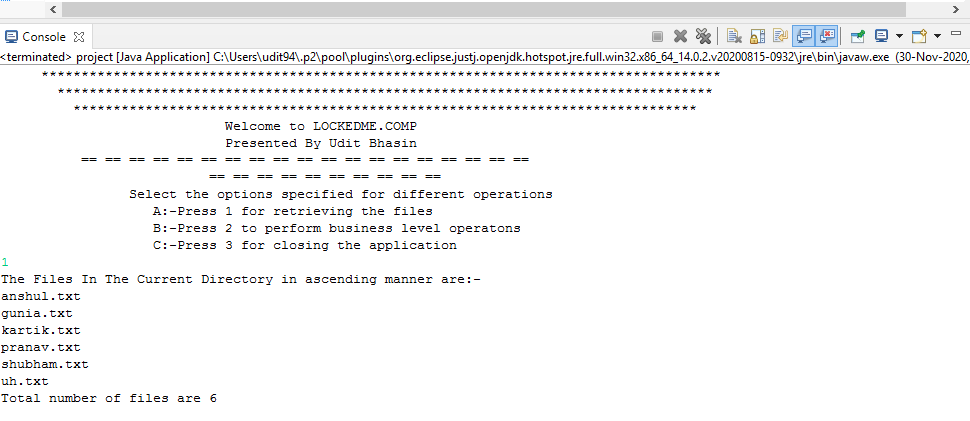 Console
<terminated> project [Java Application] C:\Users\udit94\.p2\pool\plugins\org.eclipse.justj.openjdk.hotspot.jre.full.win32.x86_64_14.0.2.v20200815-0932\jre\bin\javaw.exe (30-Nov-2020,
*************************************************************************************
**********************************************************************************
******************************************************************************
Welcome to LOCKEDME.COMP
Presented By Udit Bhasin
== == == == == == == == == == == == == == == == == == ==
== == == == == == == == == ==
Select the options specified for different operations
A:-Press 1 for retrieving the files
B:-Press 2 to perform business level operatons
C:-Press 3 for closing the application
1
The Files In The Current Directory in ascending manner are:-
anshul.txt
gunia.txt
kartik.txt
pranav.txt
shubham.txt
uh.txt
Total number of files are 6